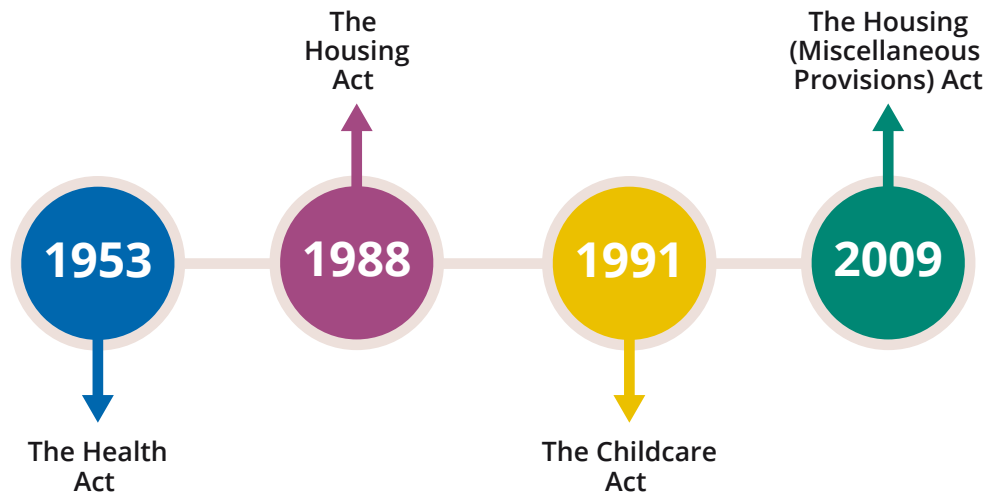 The
Housing
Act
The Housing
(Miscellaneous
Provisions) Act
1953
1988
1991
2009
The Health
Act
The Childcare
Act